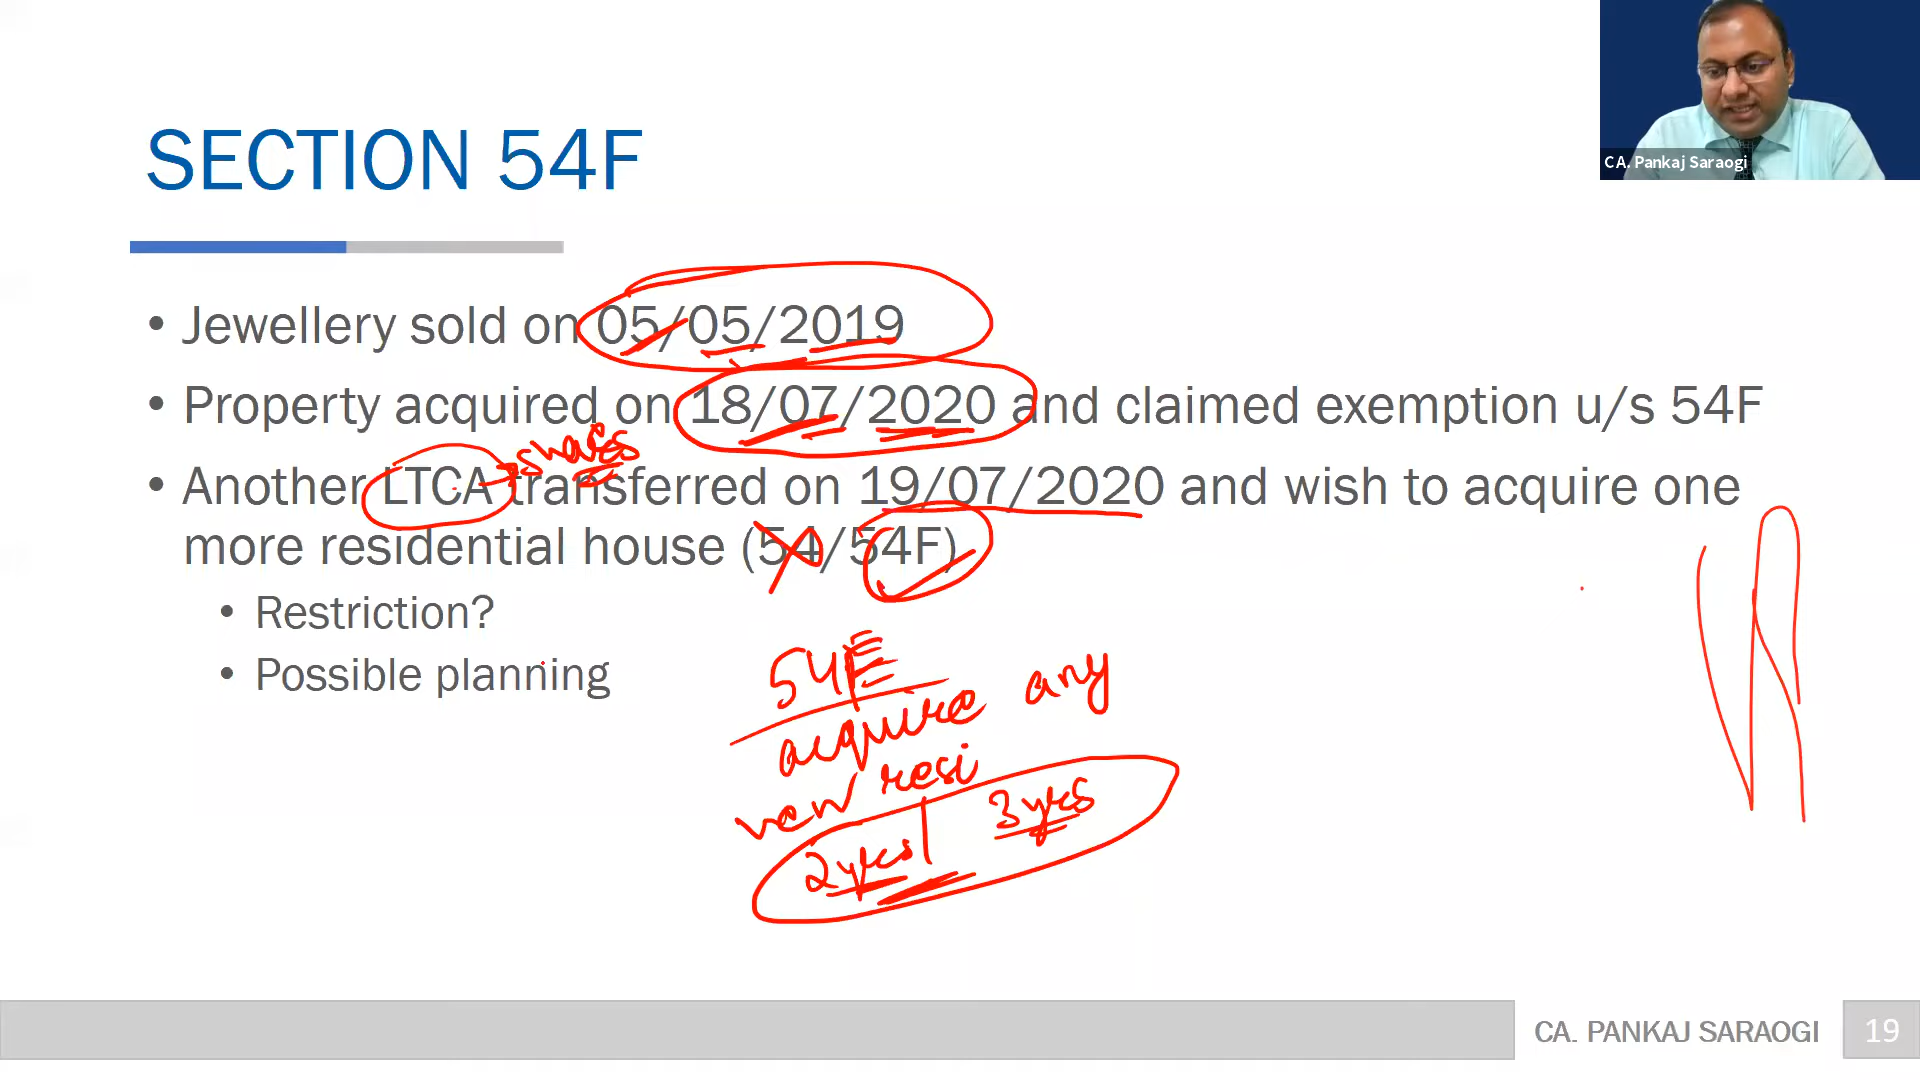 CA. Pankaj Saraogi
SECTION 54F
• Jewellery sold on 05/05/2019
• Property acquired on 18/07/2020 and claimed exemption u/s 54F
shares
• Another LTCA transferred on 19/07/2020 and wish to acquire one
more residential house (54/54F)
• Restriction?
• Possible planning
54F
acquire any
new resi
2yrs 3yrs
CA. PANKAJ SARAOGI 19